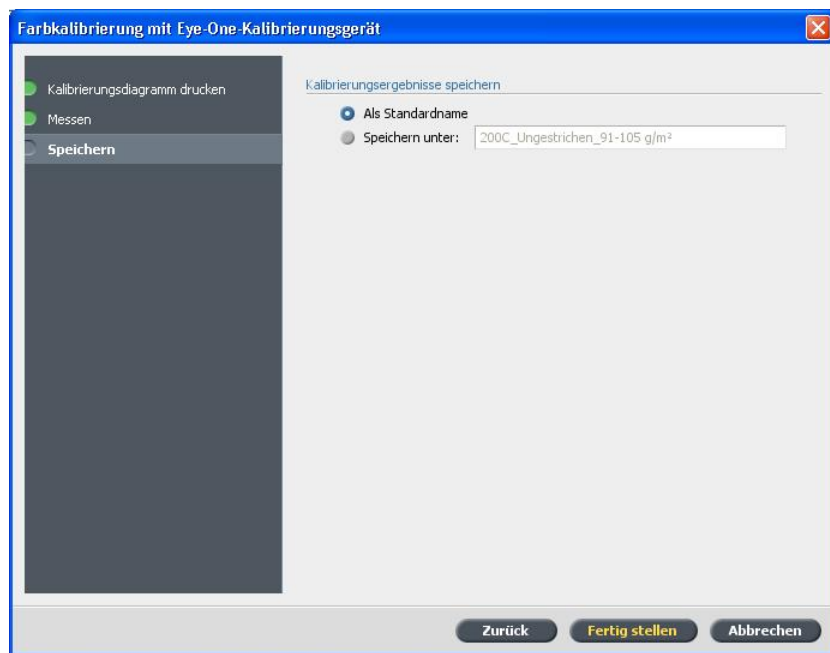 Farbkalibrierung mit Eye-One-Kalibrierungsgerät
Kalibrierungsdiagramm drucken
Messen
Speichern
Kalibrierungsergebnisse speichern
Als Standardname
Speichern unter: 200C_Ungestrichen_91-105 g/m²
Zurück Fertig stellen Abbrechen